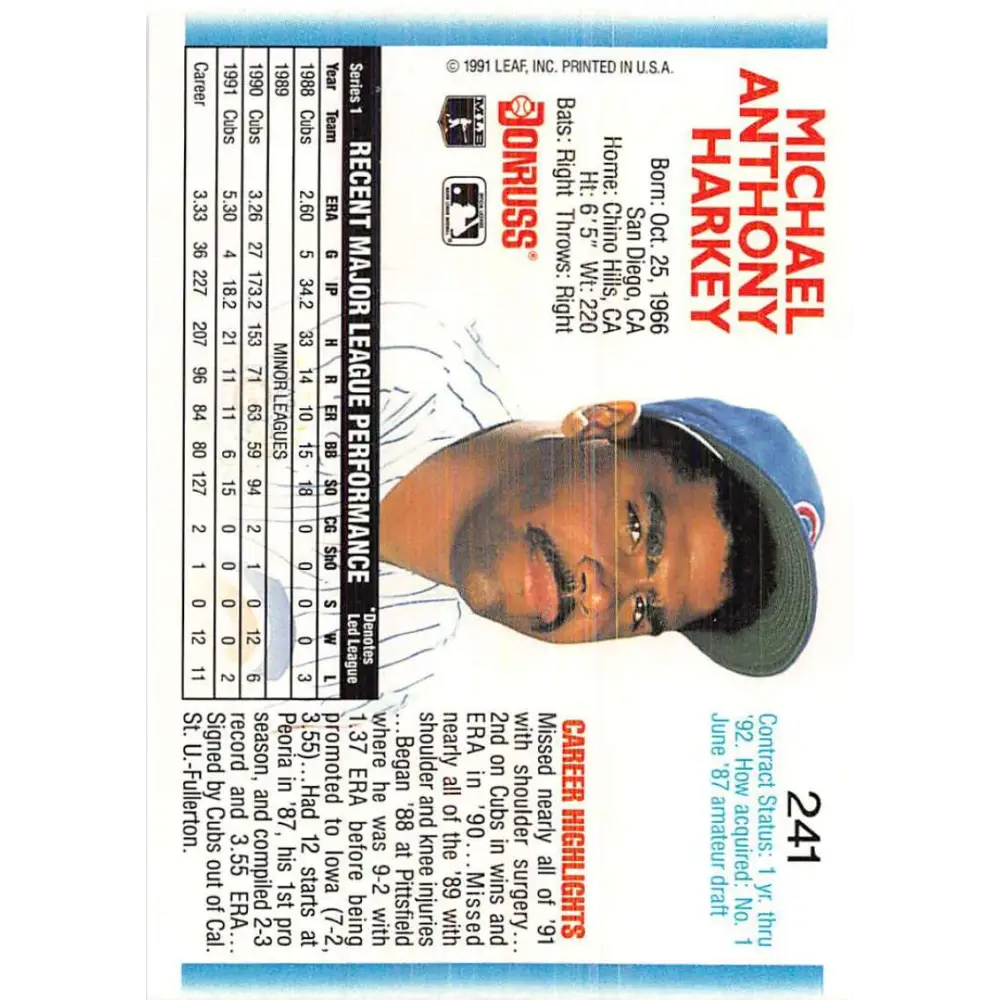 MICHAEL
ANTHONY
HARKEY
Born: Oct. 25, 1966
San Diego, CA
Home: Chino Hills, CA
Ht: 6'5" Wt: 220
Bats: Right Throws: Right
DONRUSS®
MLB
© 1991 LEAF, INC. PRINTED IN U.S.A.
241
Contract Status: 1 yr. thru
'92. How acquired: No. 1
June '87 amateur draft
CAREER HIGHLIGHTS
Missed nearly all of '91
with shoulder surgery...
2nd on Cubs in wins and
ERA in '90...Missed
nearly all of the '89 with
shoulder and knee injuries
...Began '88 at Pittsfield
where he was 9-2 with
1.37 ERA before being
promoted to Iowa (7-2,
3.55)...Had 12 starts at
Peoria in '87, his 1st pro
season, and compiled 2-3
record and 3.55 ERA...
Signed by Cubs out of Cal.
St. U.-Fullerton.
Series 1 RECENT MAJOR LEAGUE PERFORMANCE *Denotes Led League
Year Team ERA G IP H R ER BB SO CG ShO S W L
1988 Cubs 2.60 5 34.2 33 14 10 15 18 0 0 0 0 3
1989 MINOR LEAGUES
1990 Cubs 3.26 27 173.2 153 71 63 59 94 2 1 0 12 6
1991 Cubs 5.30 4 18.2 21 11 11 6 15 0 0 0 0 2
Career 3.33 36 227 207 96 84 80 127 2 1 0 12 11